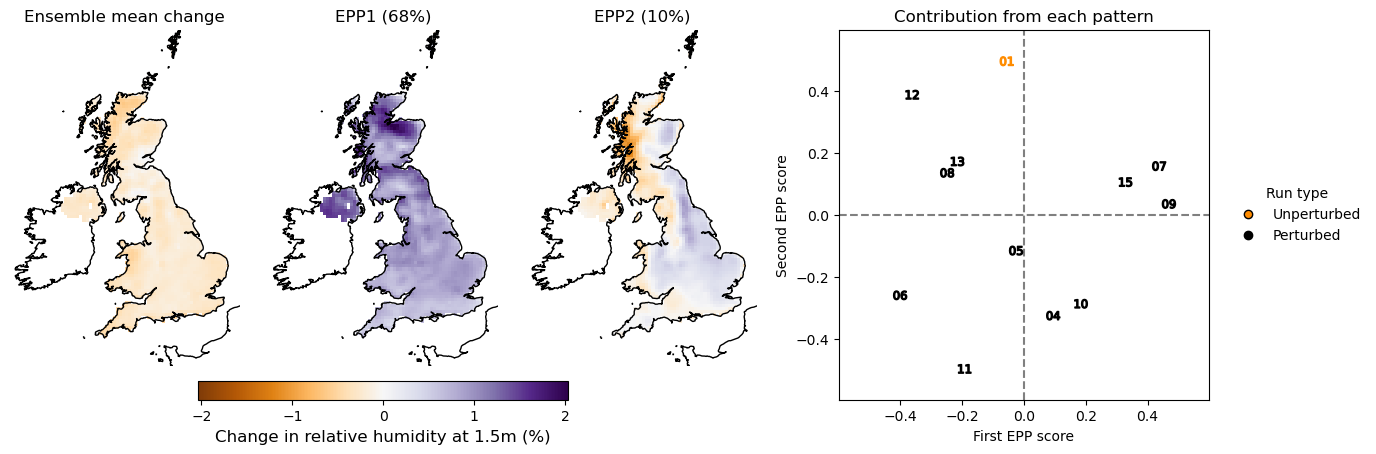 Ensemble mean change
EPP1 (68%)
EPP2 (10%)
Contribution from each pattern
−2
−1
0
1
2
Change in relative humidity at 1.5m (%)
Second EPP score
0.4
0.2
0.0
−0.2
−0.4
01
12
13
08
07
15
09
05
06
10
04
11
−0.4
−0.2
0.0
0.2
0.4
First EPP score
Run type
Unperturbed
Perturbed